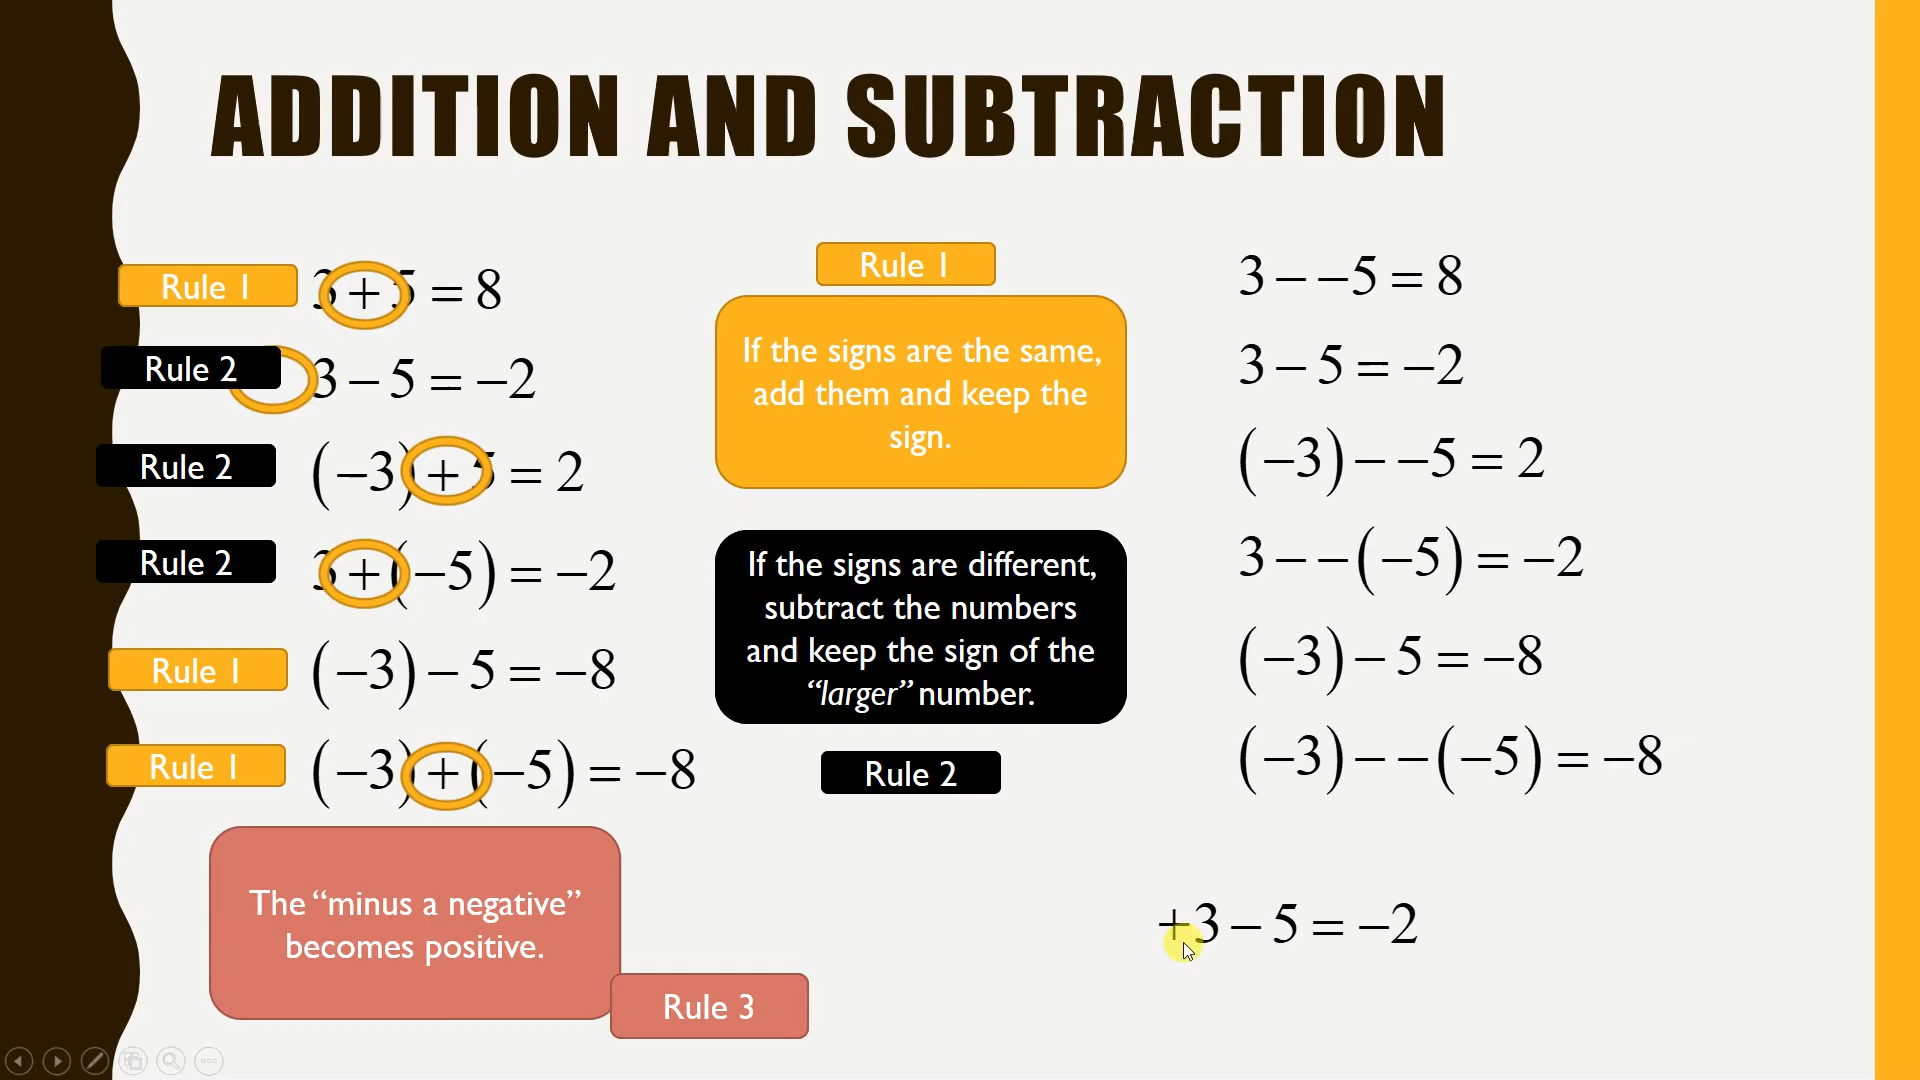 ADDITION AND SUBTRACTION
Rule 1
3 + 5 = 8
Rule 2
3 − 5 = −2
Rule 2
(−3) + 5 = 2
Rule 2
3 + (−5) = −2
Rule 1
(−3) − 5 = −8
Rule 1
(−3) + (−5) = −8
The “minus a negative”
becomes positive.
Rule 3
Rule 1
If the signs are the same,
add them and keep the
sign.
If the signs are different,
subtract the numbers
and keep the sign of the
“larger” number.
Rule 2
3 − −5 = 8
3 − 5 = −2
(−3) − −5 = 2
3 − −(−5) = −2
(−3) − 5 = −8
(−3) − −(−5) = −8
+3 − 5 = −2